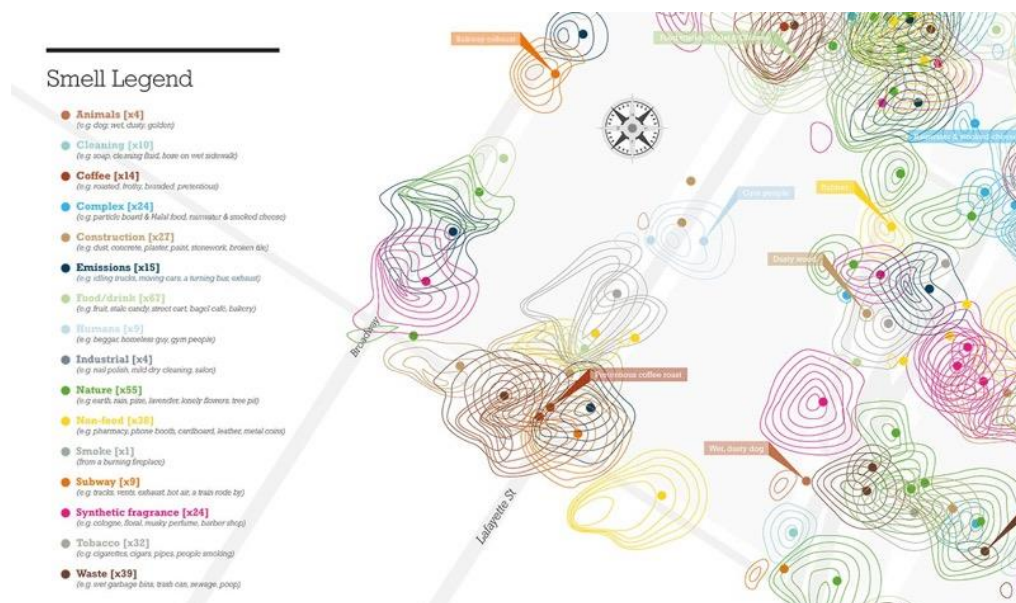 Smell Legend
Animals [x4]
(e.g. dog: wet, dusty, golden)
Cleaning [x10]
(e.g. soap, cleaning fluid, hose on wet sidewalk)
Coffee [x14]
(e.g. roasted, frothy, branded, pretentious)
Complex [x24]
(e.g. particle board & Halal food, rainwater & smoked cheese)
Construction [x27]
(e.g. dust, concrete, plaster, paint, stonework, broken tile)
Emissions [x15]
(e.g. idling trucks, moving cars, a turning bus, exhaust)
Food/drink [x67]
(e.g. fruit, stale candy, street cart, bagel café, bakery)
Humans [x9]
(e.g. beggar, homeless guy, gym people)
Industrial [x4]
(e.g. nail polish, mild dry cleaning, salon)
Nature [x55]
(e.g. earth, rain, pine, lavender, lonely flowers, tree pit)
Non-food [x38]
(e.g. pharmacy, phone booth, cardboard, leather, metal coins)
Smoke [x1]
(from a burning fireplace)
Subway [x9]
(e.g. tracks, vents, exhaust, hot air, a train rode by)
Synthetic fragrance [x24]
(e.g. cologne, floral, musky perfume, barber shop)
Tobacco [x32]
(e.g. cigarettes, cigars, pipes, people smoking)
Waste [x39]
(e.g. wet garbage bins, trash can, sewage, poop)
Subway exhaust
Gym people
Dusty wood
Broadway
Pretentious coffee roast
Wet, dusty dog
Lafayette St